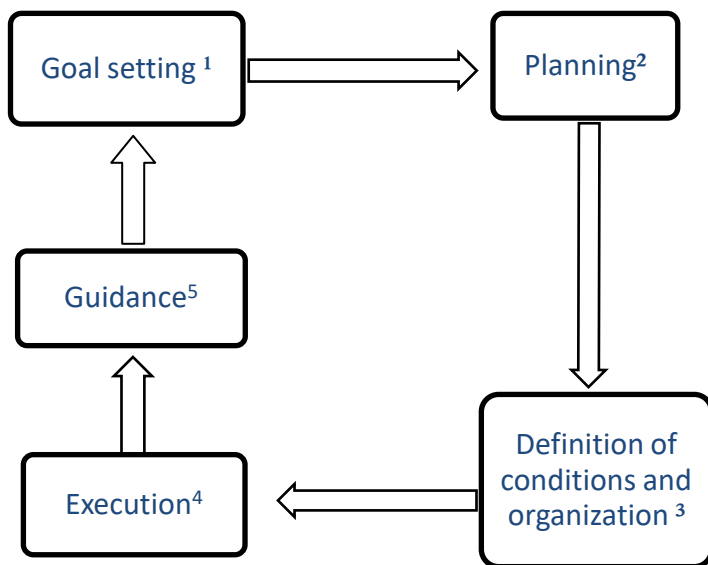 Goal setting ¹
Planning²
Definition of
conditions and
organization ³
Execution⁴
Guidance⁵